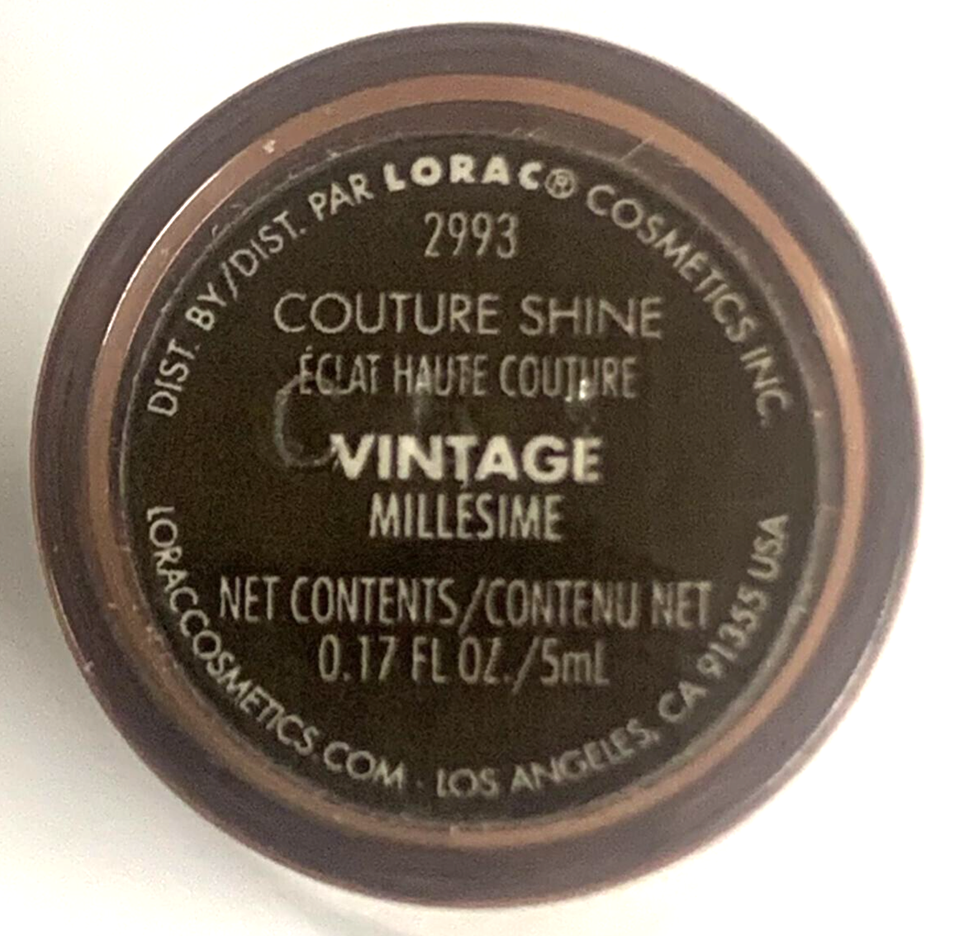 DIST. BY/DIST. PAR LORAC® COSMETICS INC.
2993
COUTURE SHINE
ÉCLAT HAUTE COUTURE
VINTAGE
MILLÉSIME
NET CONTENTS/CONTENU NET
0.17 FL OZ./5mL
LORACCOSMETICS.COM · LOS ANGELES, CA 91355 USA